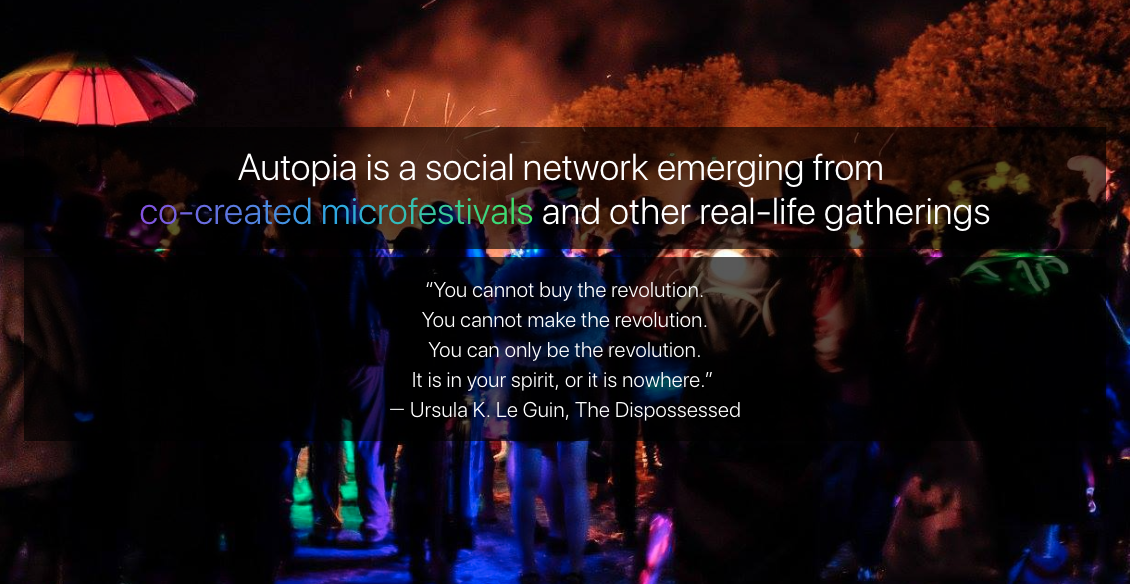 Autopia is a social network emerging from
co-created microfestivals and other real-life gatherings
“You cannot buy the revolution.
You cannot make the revolution.
You can only be the revolution.
It is in your spirit, or it is nowhere.”
— Ursula K. Le Guin, The Dispossessed